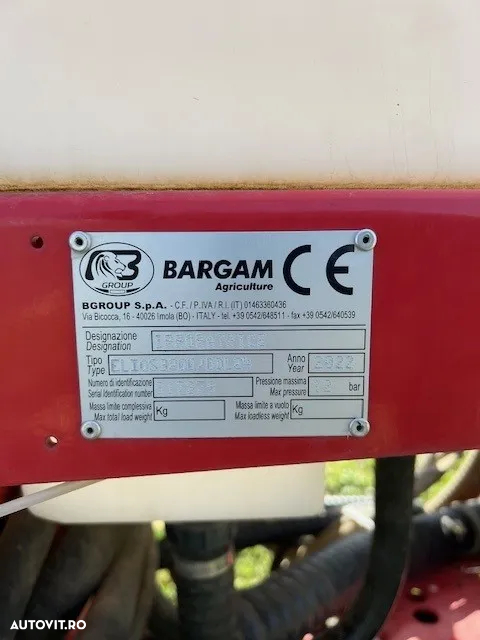 B GROUP
BARGAM
Agriculture
CE
BGROUP S.p.A. - C.F. / P.IVA / R.I. (IT) 01463360436
Via Bicocca, 16 - 40026 Imola (BO) - ITALY - tel. +39 0542/648511 - fax +39 0542/640539
Designazione
Designation
Tipo
Type
Anno
Year 2022
Numero di identificazione
Serial Identification number
Pressione massima
Max pressure bar
Massa limite complessiva
Max total load weight Kg
Massa limite a vuoto
Max loadless weight Kg
AUTOVIT.RO
AUTOVIT.RO